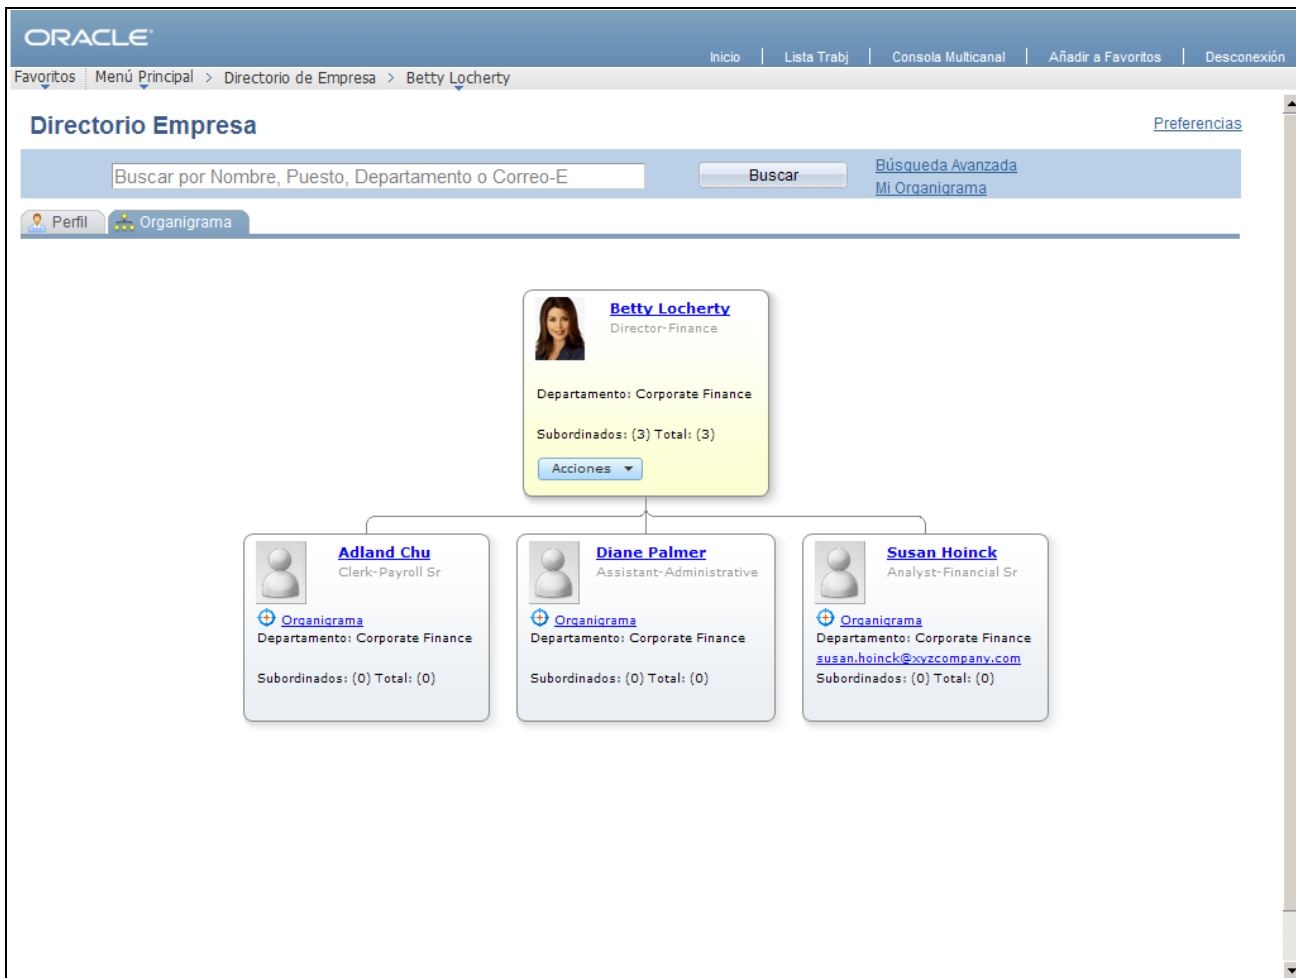 ORACLE
Inicio | Lista Trabj | Consola Multicanal | Añadir a Favoritos | Desconexión
Favoritos Menú Principal > Directorio de Empresa > Betty Locherty
Directorio Empresa
Preferencias
Buscar por Nombre, Puesto, Departamento o Correo-E
Buscar
Búsqueda Avanzada
Mi Organigrama
Perfil
Organigrama
Betty Locherty
Director-Finance
Departamento: Corporate Finance
Subordinados: (3) Total: (3)
Acciones
Adland Chu
Clerk-Payroll Sr
Organigrama
Departamento: Corporate Finance
Subordinados: (0) Total: (0)
Diane Palmer
Assistant-Administrative
Organigrama
Departamento: Corporate Finance
Subordinados: (0) Total: (0)
Susan Hoinck
Analyst-Financial Sr
Organigrama
Departamento: Corporate Finance
susan.hoinck@xyzcompany.com
Subordinados: (0) Total: (0)